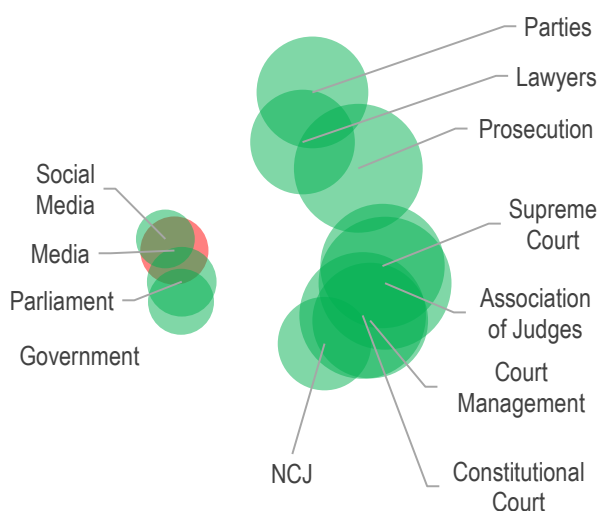 Parties
Lawyers
Prosecution
Social
Media
Media
Parliament
Government
Supreme
Court
Association
of Judges
Court
Management
NCJ
Constitutional
Court